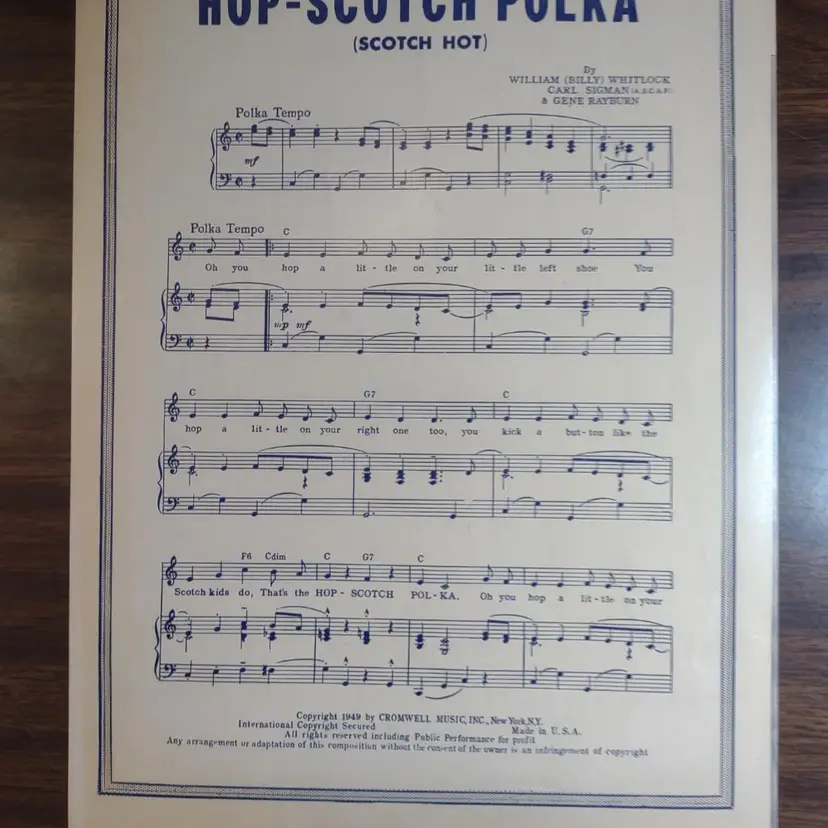 HOP-SCOTCH POLKA
(SCOTCH HOT)
By
WILLIAM (BILLY) WHITLOCK
CARL SIGMAN (A.S.C.A.P.)
& GENE RAYBURN
Polka Tempo
mf
Polka Tempo C G7
Oh you hop a lit - tle on your lit - tle left shoe You
mp mf
C G7 C
hop a lit - tle on your right one too, you kick a but - ton like the
F6 Cdim C G7 C
Scotch kids do, That's the HOP - SCOTCH POL - KA. Oh you hop a lit - tle on your
Copyright 1949 by CROMWELL MUSIC, INC., New York, N.Y.
International Copyright Secured Made in U.S.A.
All rights reserved including Public Performance for profit
Any arrangement or adaptation of this composition without the consent of the owner is an infringement of copyright